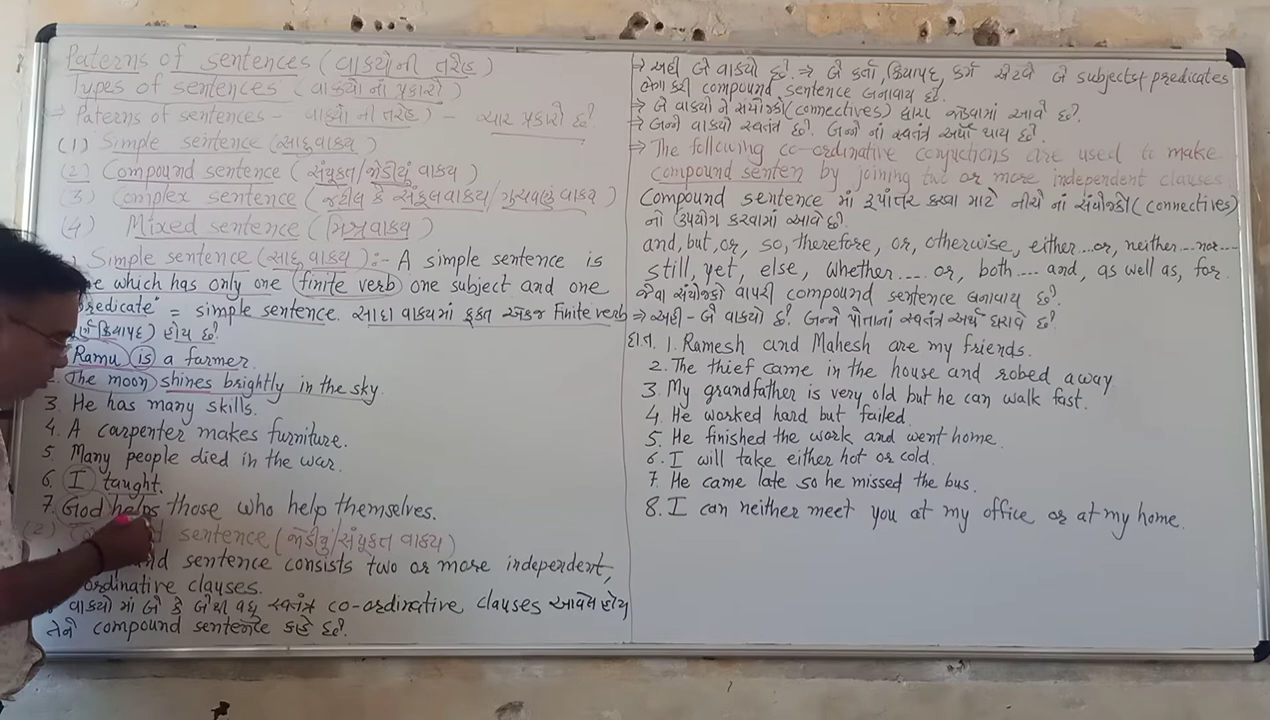 Paterns of sentences (વાક્યોની તરેહ)
Types of sentences (વાક્યોના પ્રકારો)
⇒ Paterns of sentences - વાક્યોની તરેહ) - ચાર પ્રકારો છે.
(1) Simple sentence (સાદુ વાક્ય)
(2) Compound sentence (સંયુક્ત/જોડીયું વાક્ય)
(3) Complex sentence (જટીલ કે સંકુલવાક્ય/ગુચવાળું વાક્ય)
(4) Mixed sentence (મિશ્રવાક્ય)
Simple sentence (સાદુ વાક્ય) :- A simple sentence is
which has only one (finite verb) one subject and one
predicate" = simple sentence. સાદા વાક્યમાં ફક્ત એકજ Finite verb
ક્રિયાપદ) હોય છે.
Ramu is a farmer.
The moon shines brightly in the sky.
3. He has many skills.
4. A carpenter makes furniture.
5. Many people died in the war.
6. I taught.
7. God helps those who help themselves.
(2) sentence (જોડીયું/સંયુક્ત વાક્ય)
sentence consists two or more independent,
ordinative clauses.
વાક્યો માં બે કે બેથી વધુ સ્વતંત્ર co-ordinative clauses આવેલ હોય
તેને compound sentence કહે છે.
⇒ અહી બે વાક્યો છે. ⇒ બે કર્તા, ક્રિયાપદ, કર્મ એટલે બે subjects/predicates
ભેગા કરી compound sentence બનાવાય છે.
⇒ બે વાક્યો ને સંયોજકો (connectives) દ્વારા જોડવામાં આવે છે.
⇒ બન્ને વાક્યો સ્વતંત્ર છે. બન્ને નાં સ્વતંત્ર અર્થ થાય છે.
⇒ The following co-ordinative conjuctions are used to make
compound senten by joining two or more independent clauses.
Compound sentence માં રૂપાંતર કરવા માટે નીચે નાં સંયોજકો (connectives)
નો ઉપયોગ કરવામાં આવે છે.
and, but, or, so, therefore, or, otherwise, either...or, neither...nor...
still, yet, else, whether.... or, both.... and, as well as, for.
જેવા સંયોજકો વાપરી compound sentence બનાવાય છે.
⇒ અહી - બે વાક્યો છે. બન્ને પોતાનાં સ્વતંત્ર અર્થ ધરાવે છે.
દા.ત. 1. Ramesh and Mahesh are my friends.
2. The thief came in the house and robed away.
3. My grandfather is very old but he can walk fast.
4. He worked hard but failed.
5. He finished the work and went home.
6. I will take either hot or cold.
7. He came late so he missed the bus.
8. I can neither meet you at my office or at my home.